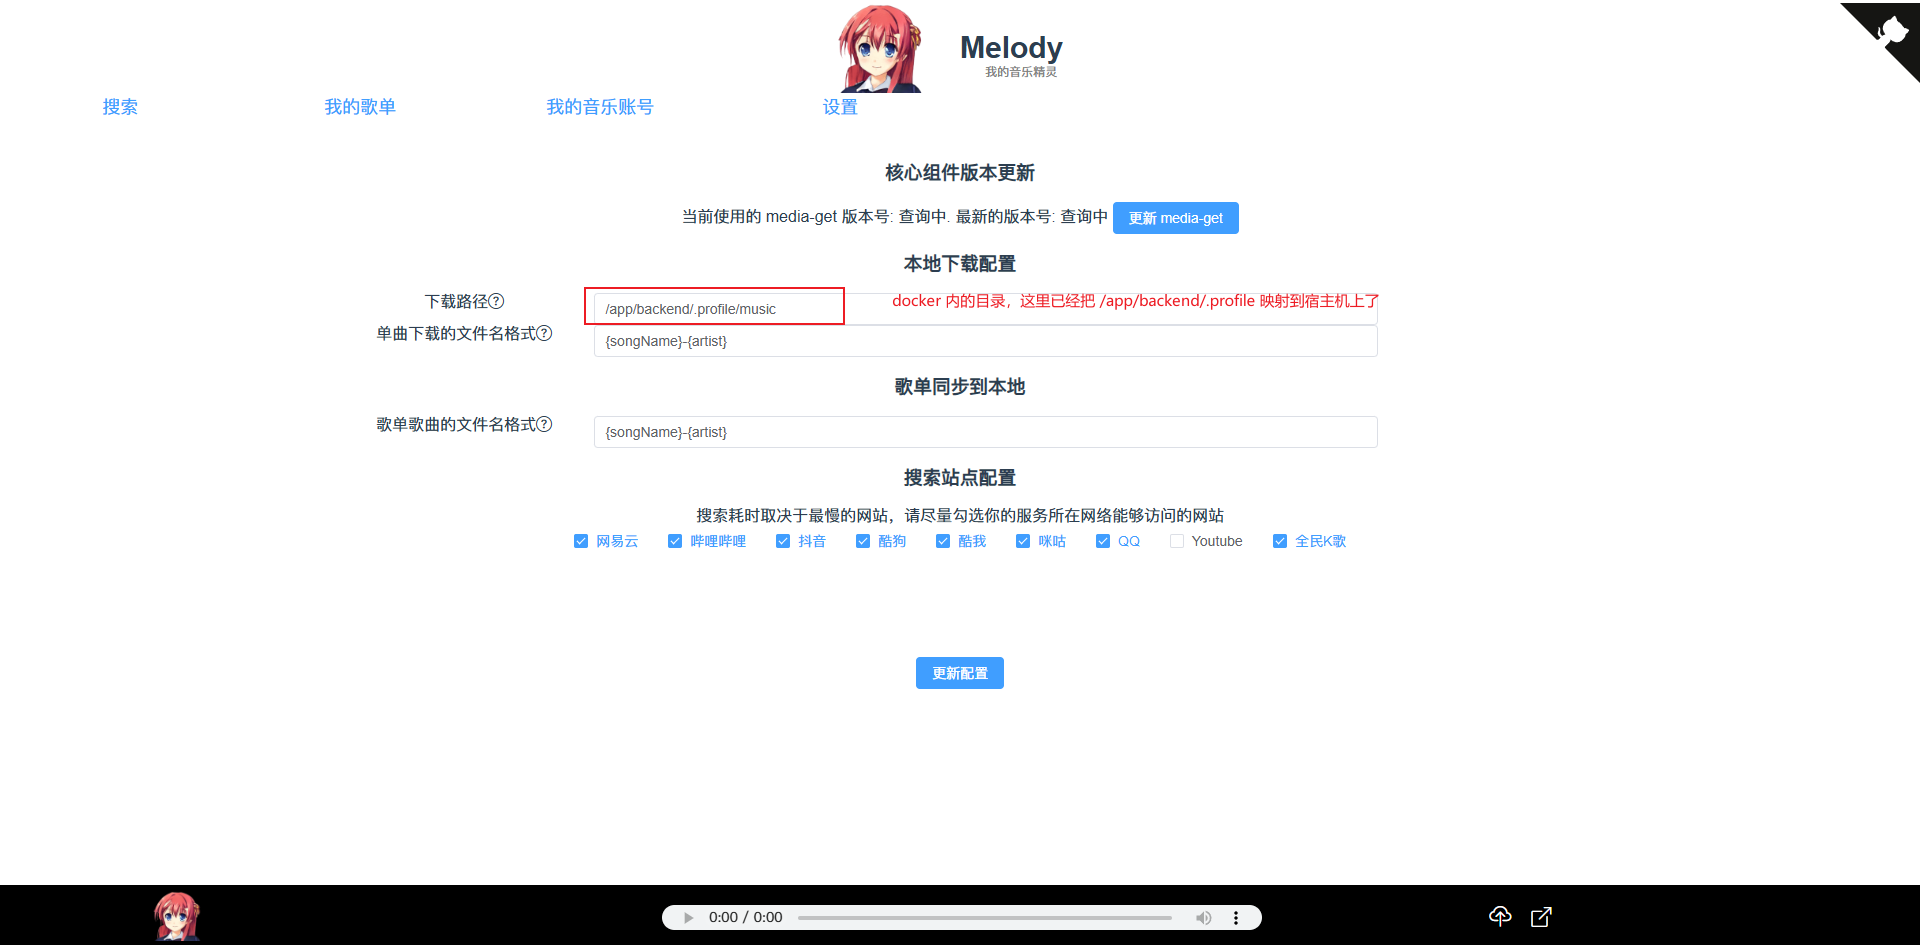 Melody
我的音乐精灵
搜索
我的歌单
我的音乐账号
设置
核心组件版本更新
当前使用的 media-get 版本号: 查询中. 最新的版本号: 查询中 更新 media-get
本地下载配置
下载路径? /app/backend/.profile/music docker 内的目录，这里已经把 /app/backend/.profile 映射到宿主机上了
单曲下载的文件名格式? {songName}-{artist}
歌单同步到本地
歌单歌曲的文件名格式? {songName}-{artist}
搜索站点配置
搜索耗时取决于最慢的网站，请尽量勾选你的服务所在网络能够访问的网站
网易云 哔哩哔哩 抖音 酷狗 酷我 咪咕 QQ Youtube 全民K歌
更新配置
0:00 / 0:00